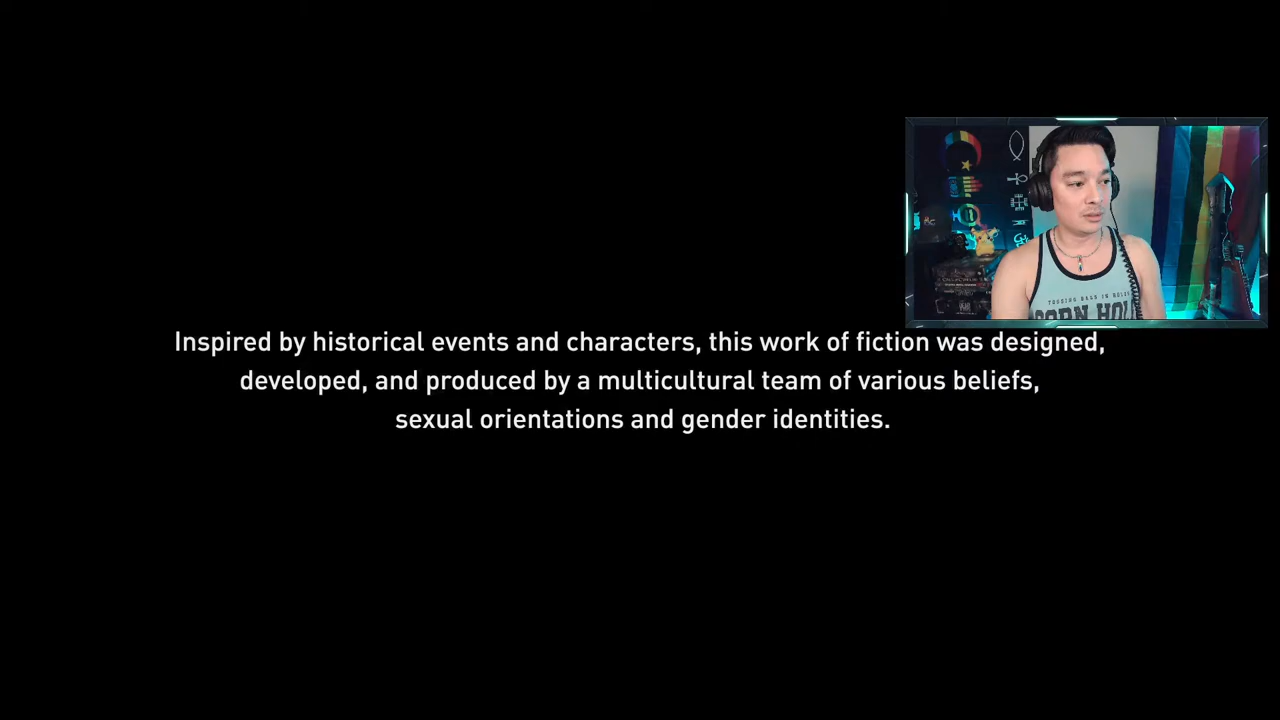 Inspired by historical events and characters, this work of fiction was designed,
developed, and produced by a multicultural team of various beliefs,
sexual orientations and gender identities.